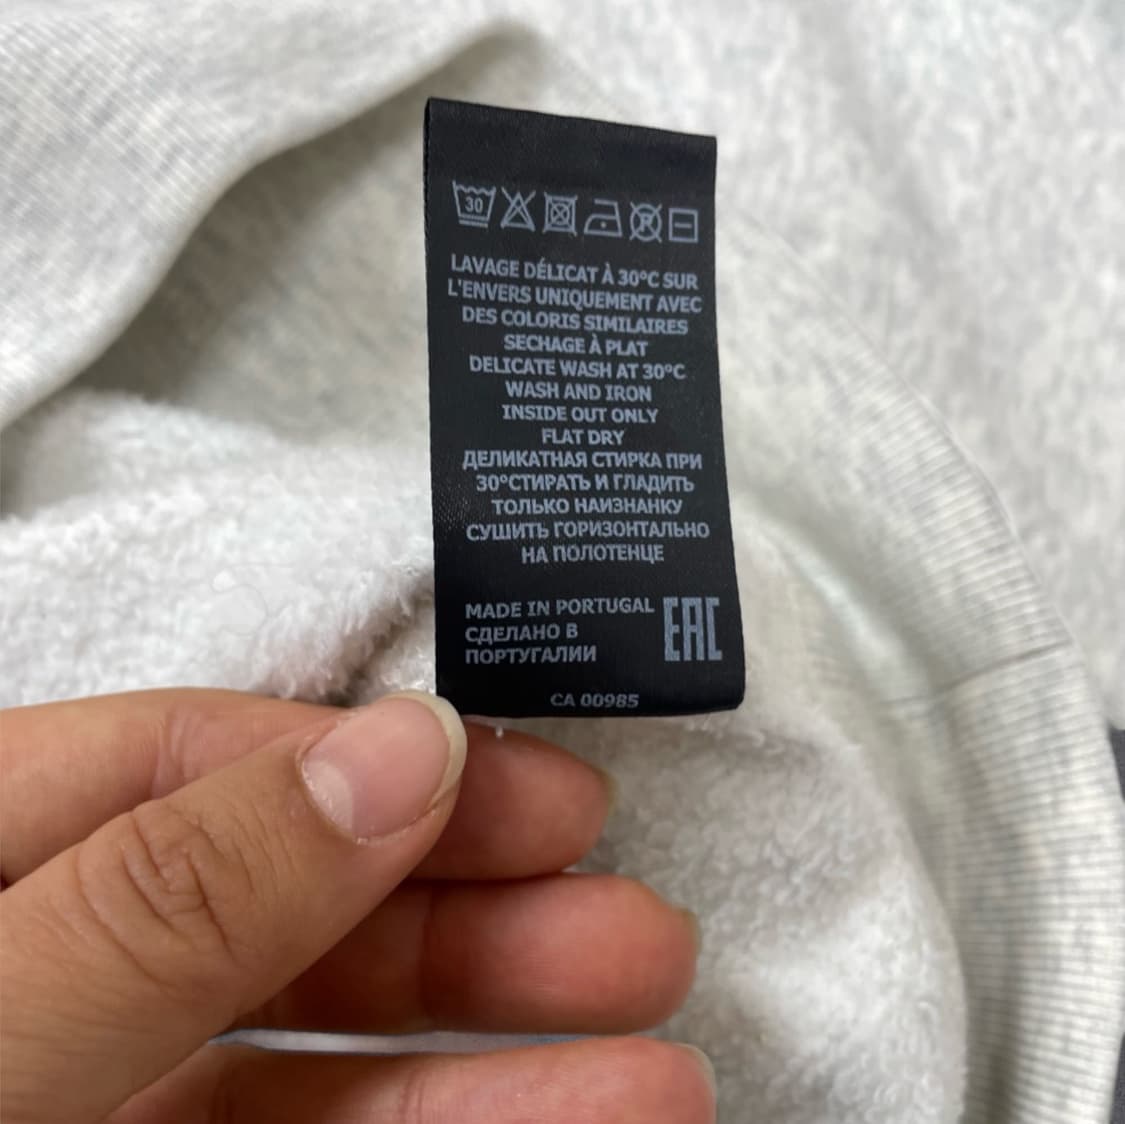 30
R
LAVAGE DÉLICAT À 30°C SUR
L'ENVERS UNIQUEMENT AVEC
DES COLORIS SIMILAIRES
SECHAGE À PLAT
DELICATE WASH AT 30°C
WASH AND IRON
INSIDE OUT ONLY
FLAT DRY
ДЕЛИКАТНАЯ СТИРКА ПРИ
30°СТИРАТЬ И ГЛАДИТЬ
ТОЛЬКО НАИЗНАНКУ
СУШИТЬ ГОРИЗОНТАЛЬНО
НА ПОЛОТЕНЦЕ
MADE IN PORTUGAL
СДЕЛАНО В
ПОРТУГАЛИИ
EAC
CA 00985